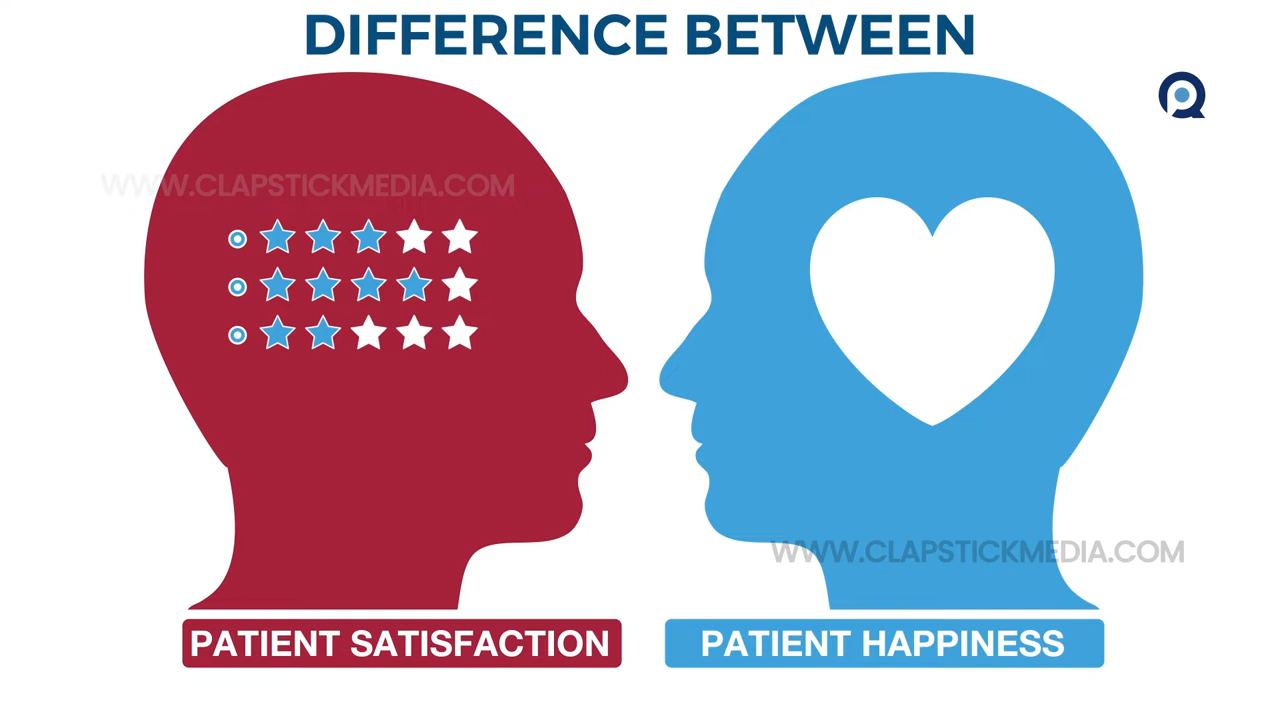 DIFFERENCE BETWEEN
WWW.CLAPSTICKMEDIA.COM
WWW.CLAPSTICKMEDIA.COM
PATIENT SATISFACTION
PATIENT HAPPINESS